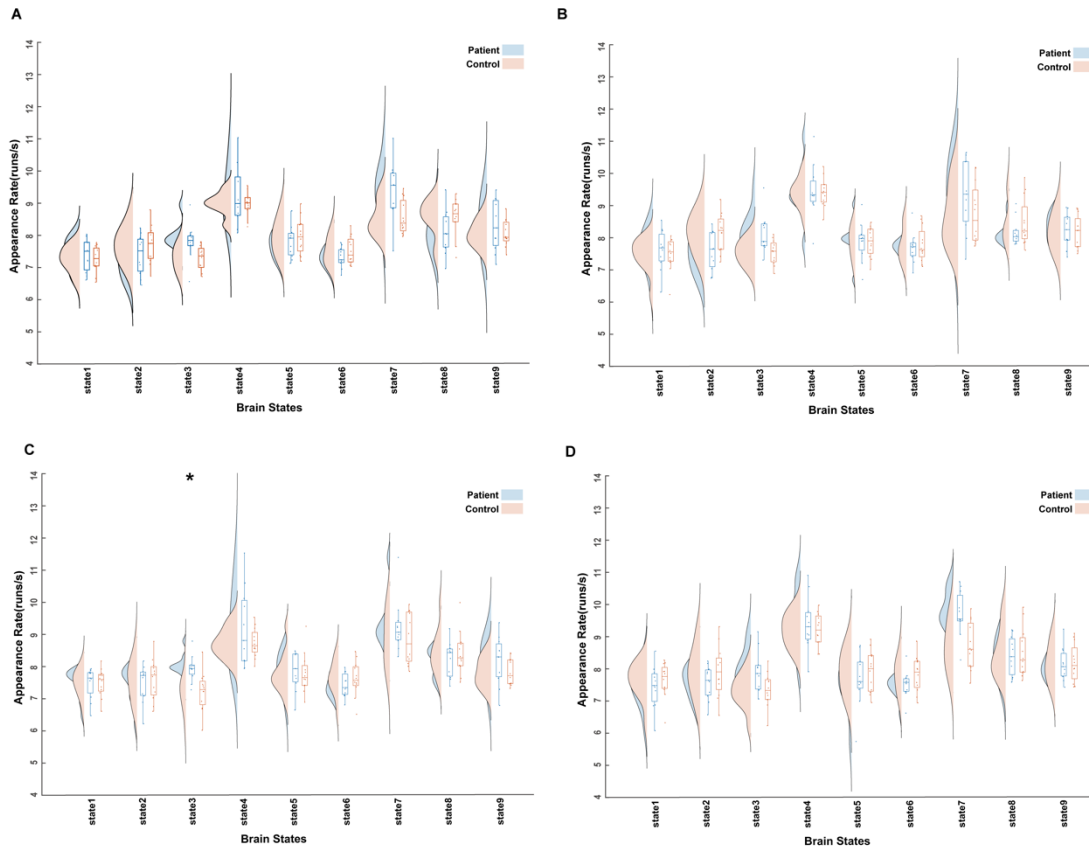 A
Patient
Control
14
13
12
11
10
9
8
7
6
5
4
Appearance Rate(runs/s)
state1
state2
state3
state4
state5
state6
state7
state8
state9
Brain States
B
Patient
Control
14
13
12
11
10
9
8
7
6
5
4
Appearance Rate(runs/s)
state1
state2
state3
state4
state5
state6
state7
state8
state9
Brain States
C
*
Patient
Control
14
13
12
11
10
9
8
7
6
5
4
Appearance Rate(runs/s)
state1
state2
state3
state4
state5
state6
state7
state8
state9
Brain States
D
Patient
Control
14
13
12
11
10
9
8
7
6
5
4
Appearance Rate(runs/s)
state1
state2
state3
state4
state5
state6
state7
state8
state9
Brain States